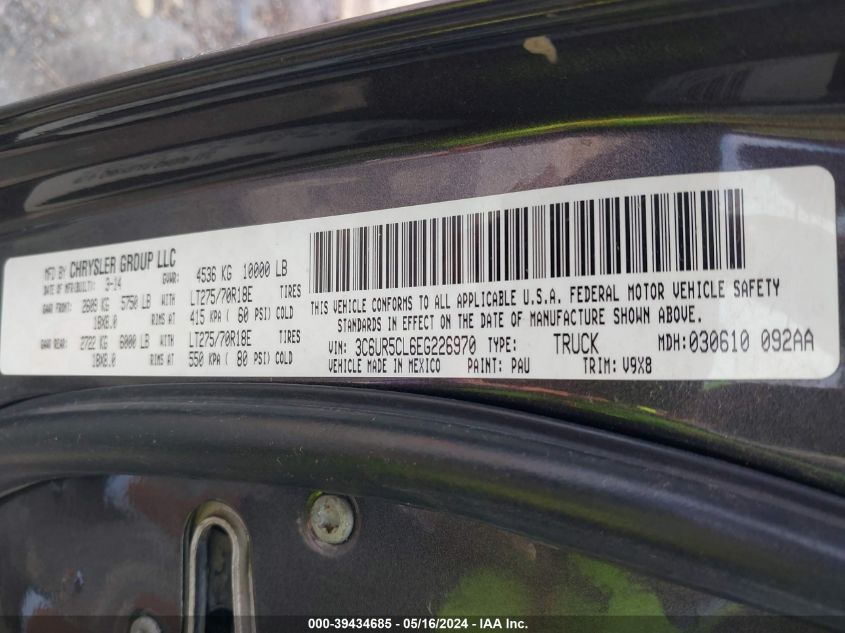 MFD BY CHRYSLER GROUP LLC
DATE OF MFR(BUILT): 3-14 GVWR: 4536 KG 10000 LB
GAWR FRONT: 2609 KG 5750 LB WITH LT275/70R18E TIRES
18X8.0 RIMS AT 415 KPA ( 60 PSI) COLD
GAWR REAR: 2722 KG 6000 LB WITH LT275/70R18E TIRES
18X8.0 RIMS AT 550 KPA ( 80 PSI) COLD
THIS VEHICLE CONFORMS TO ALL APPLICABLE U.S.A. FEDERAL MOTOR VEHICLE SAFETY
STANDARDS IN EFFECT ON THE DATE OF MANUFACTURE SHOWN ABOVE.
VIN: 3C6UR5CL6EG226970 TYPE: TRUCK MDH: 030610 092AA
VEHICLE MADE IN MEXICO PAINT: PAU TRIM: V9X8
000-39434685 - 05/16/2024 - IAA Inc.